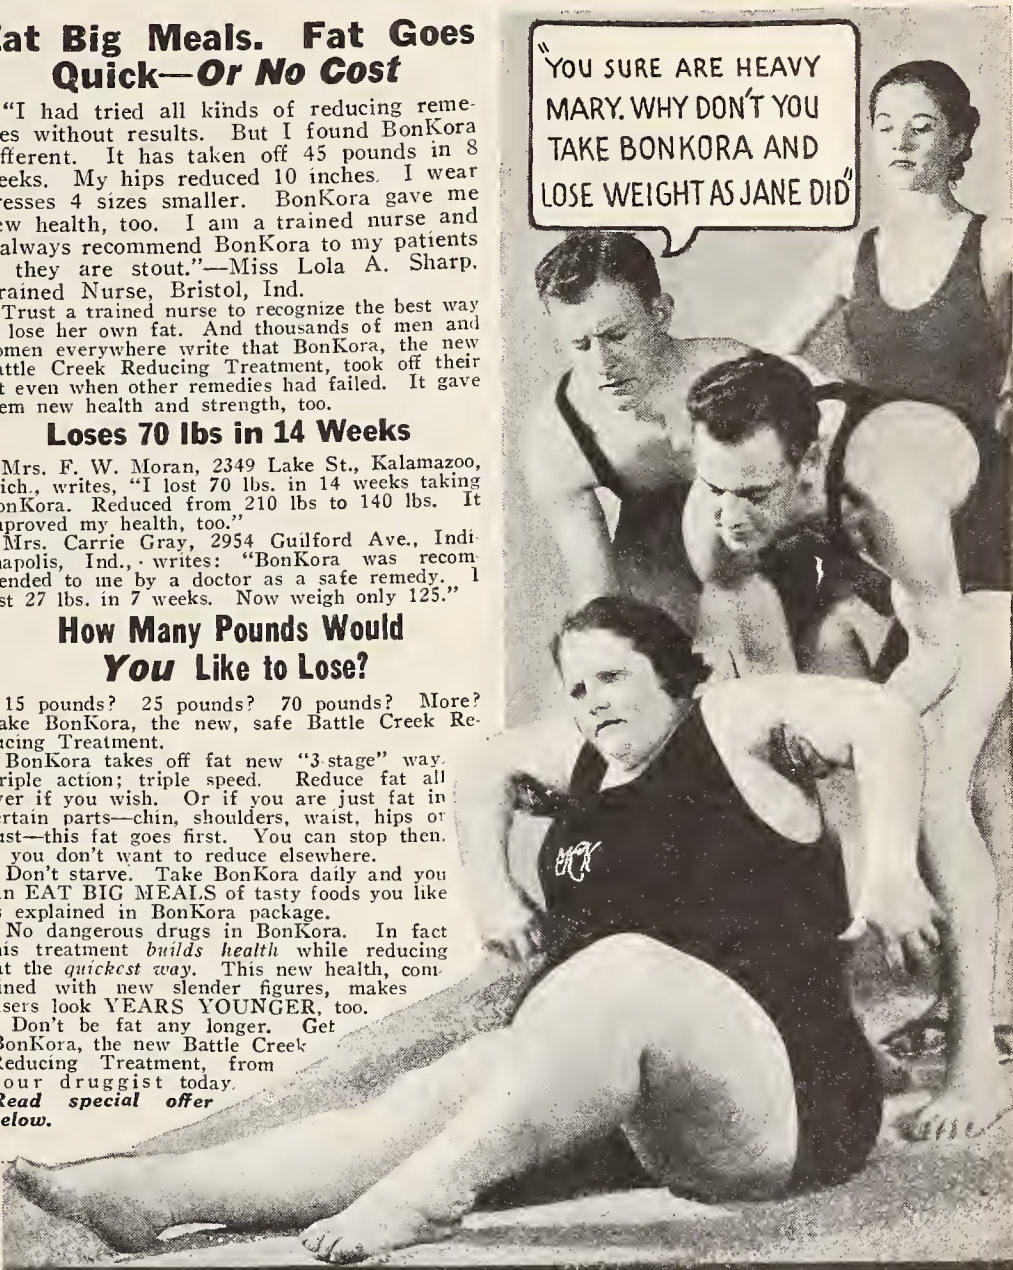 Eat Big Meals. Fat Goes
Quick—Or No Cost
"I had tried all kinds of reducing reme-
es without results. But I found BonKora
fferent. It has taken off 45 pounds in 8
eeks. My hips reduced 10 inches. I wear
resses 4 sizes smaller. BonKora gave me
ew health, too. I am a trained nurse and
always recommend BonKora to my patients
they are stout."—Miss Lola A. Sharp,
rained Nurse, Bristol, Ind.
Trust a trained nurse to recognize the best way
lose her own fat. And thousands of men and
omen everywhere write that BonKora, the new
attle Creek Reducing Treatment, took off their
t even when other remedies had failed. It gave
em new health and strength, too.
Loses 70 lbs in 14 Weeks
Mrs. F. W. Moran, 2349 Lake St., Kalamazoo,
ich., writes, "I lost 70 lbs. in 14 weeks taking
onKora. Reduced from 210 lbs to 140 lbs. It
mproved my health, too."
Mrs. Carrie Gray, 2954 Guilford Ave., Indi-
napolis, Ind., writes: "BonKora was recom-
ended to me by a doctor as a safe remedy. I
st 27 lbs. in 7 weeks. Now weigh only 125."
How Many Pounds Would
You Like to Lose?
15 pounds? 25 pounds? 70 pounds? More?
ake BonKora, the new, safe Battle Creek Re-
ucing Treatment.
BonKora takes off fat new "3-stage" way.
riple action; triple speed. Reduce fat all
ver if you wish. Or if you are just fat in
ertain parts—chin, shoulders, waist, hips or
ust—this fat goes first. You can stop then.
you don't want to reduce elsewhere.
Don't starve. Take BonKora daily and you
an EAT BIG MEALS of tasty foods you like
s explained in BonKora package.
No dangerous drugs in BonKora. In fact
his treatment builds health while reducing
at the quickest way. This new health, com-
ined with new slender figures, makes
sers look YEARS YOUNGER, too.
Don't be fat any longer. Get
BonKora, the new Battle Creek
Reducing Treatment, from
our druggist today.
Read special offer
elow.
"YOU SURE ARE HEAVY
MARY. WHY DON'T YOU
TAKE BONKORA AND
LOSE WEIGHT AS JANE DID"